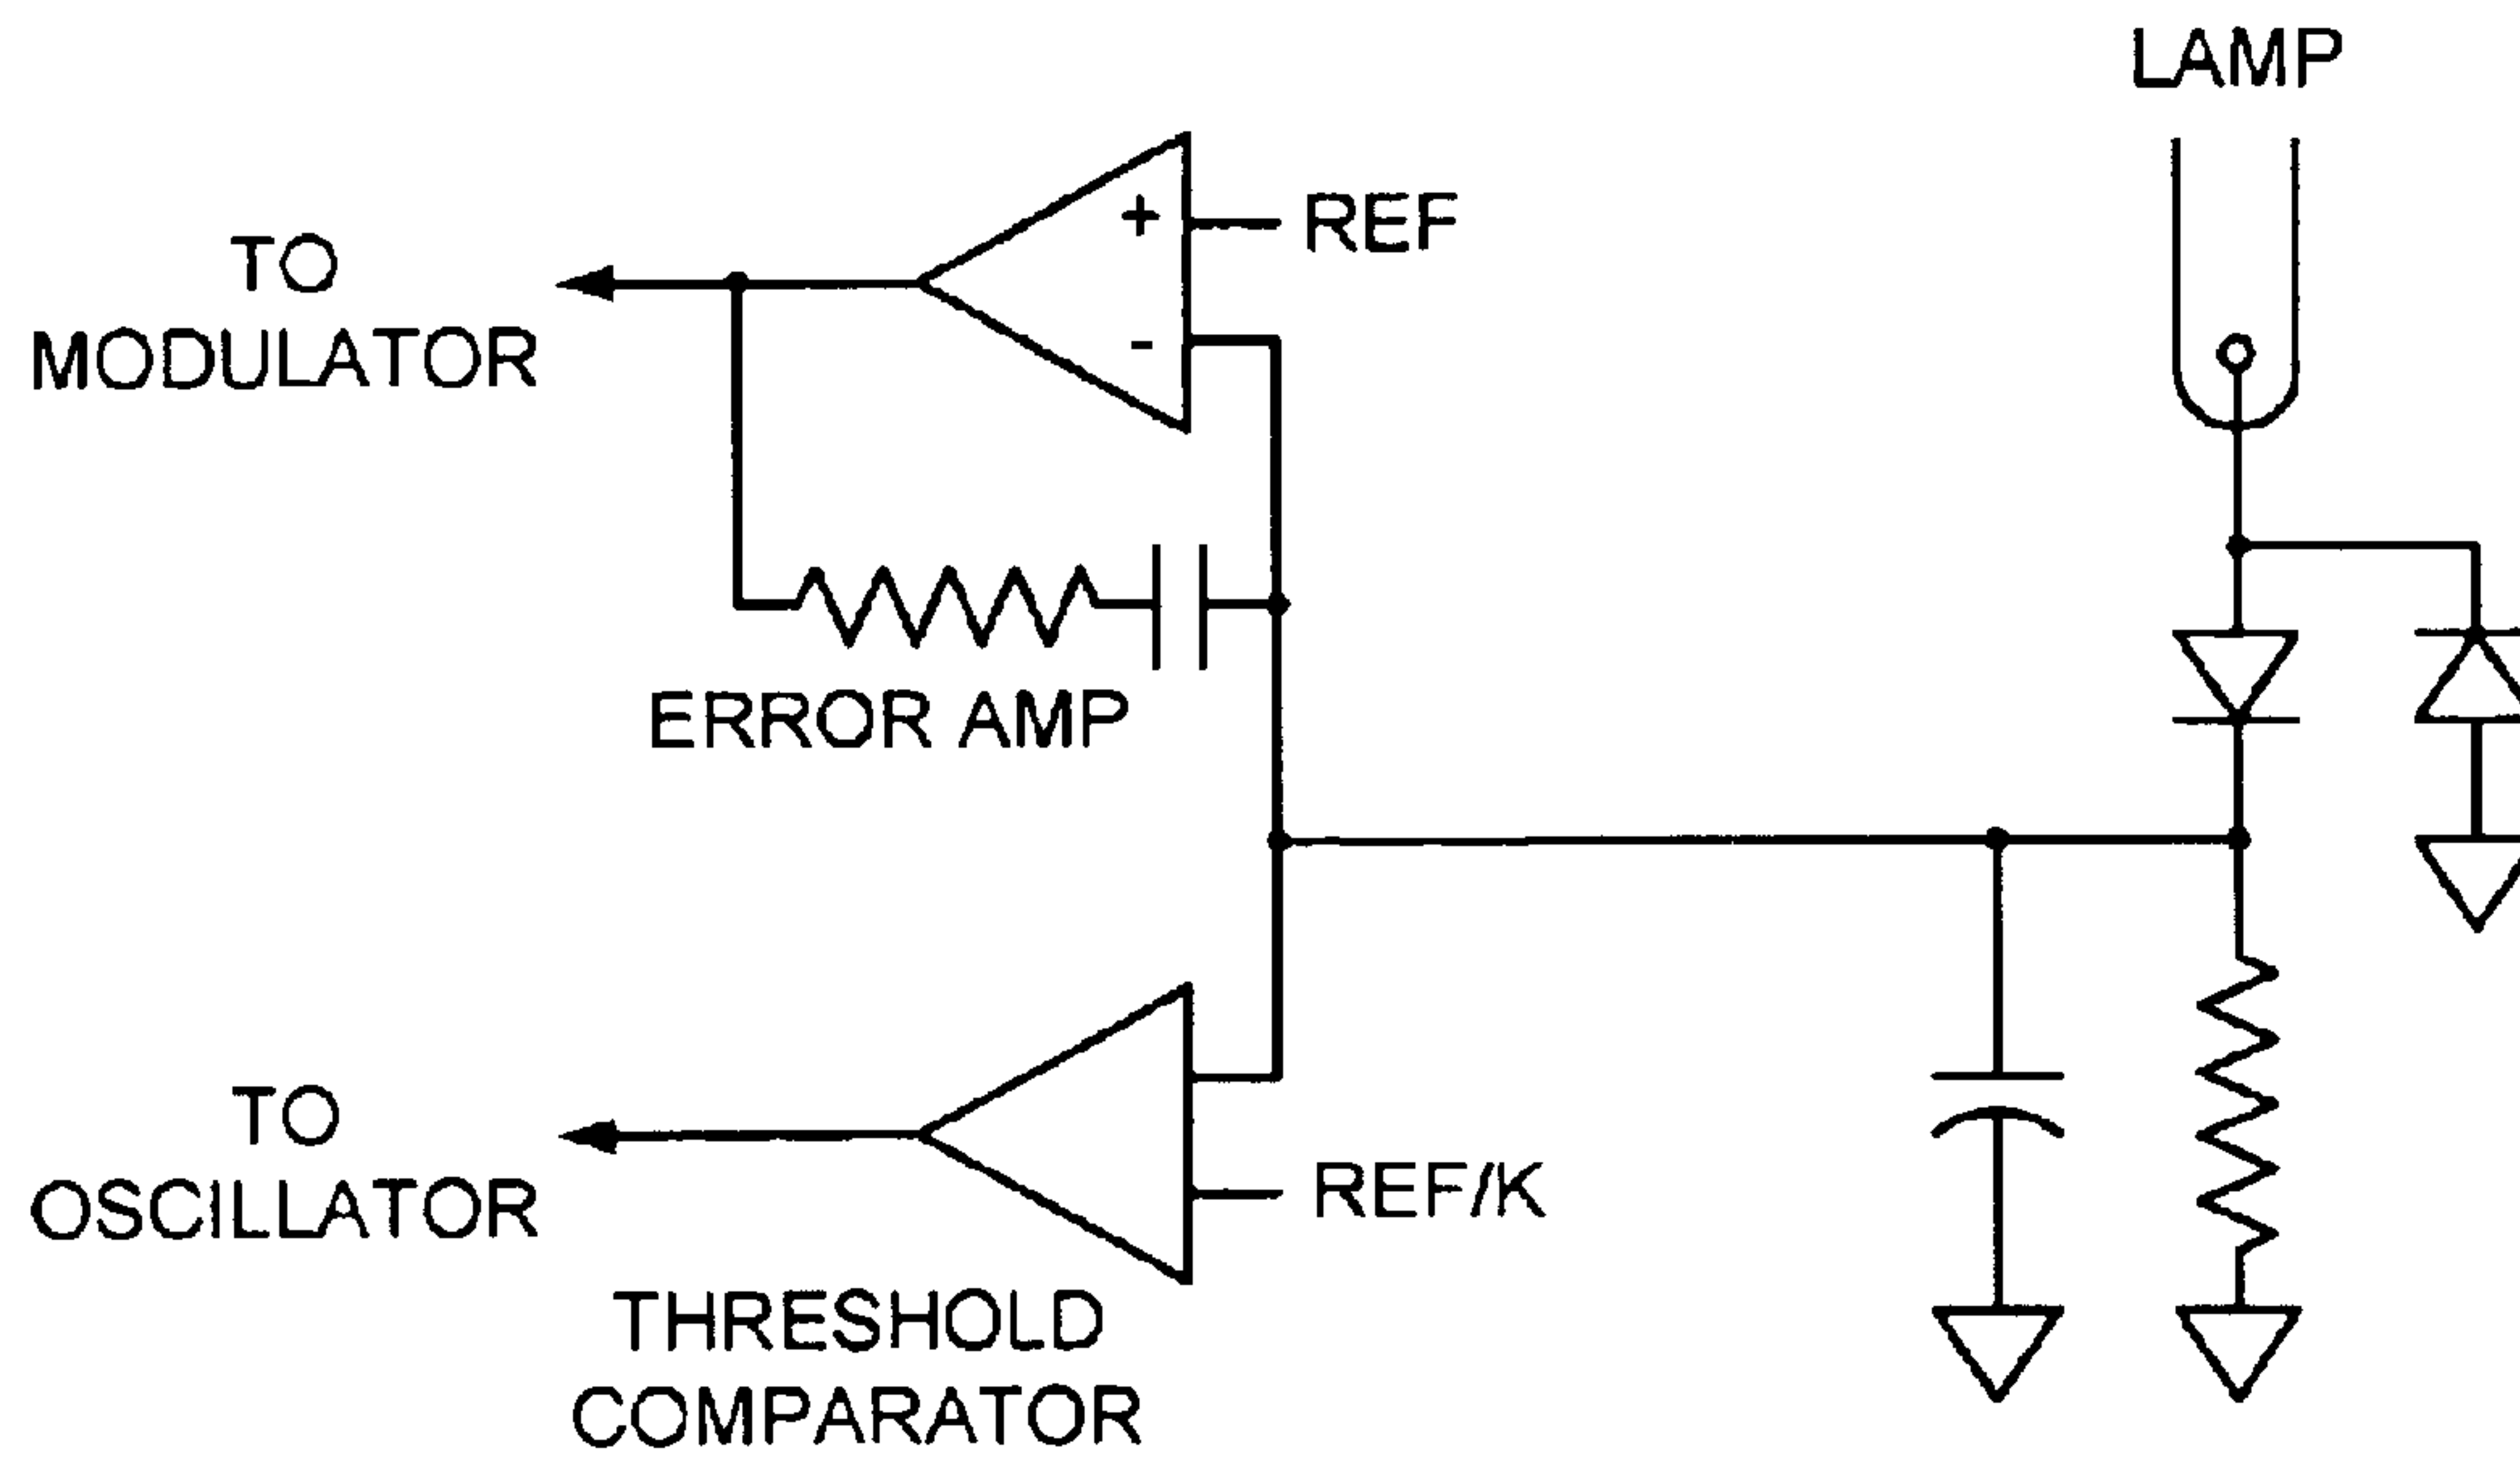 LAMP
+
REF
TO
MODULATOR
-
ERROR AMP
TO
OSCILLATOR
REF/K
THRESHOLD
COMPARATOR